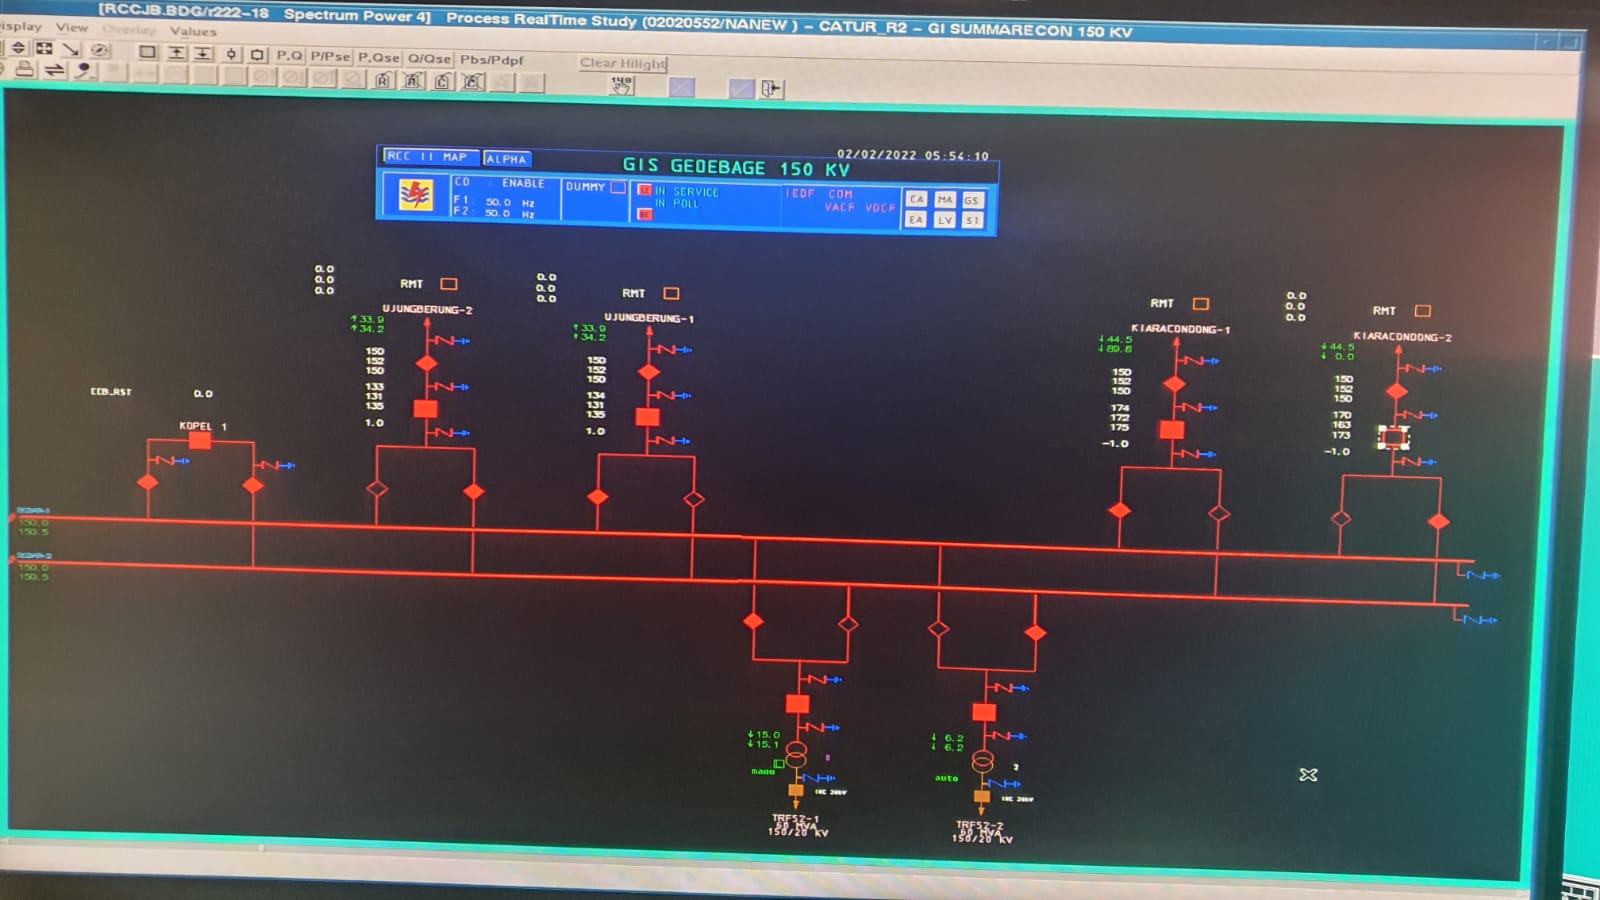 [RCCJB.BDG/r222-18 Spectrum Power 4] Process RealTime Study (02020552/NANEW ) - CATUR_R2 - GI SUMMARECON 150 KV
isplay View Overlay Values
P,Q P/Pse P,Qse Q/Qse Pbs/Pdpf Clear Hilight
RCC II MAP ALPHA GIS GEDEBAGE 150 KV 02/02/2022 05:54:10
CD : ENABLE DUMMY IN SERVICE IEDF COM CA MA GS
F1: 50.0 Hz IN POLL VACF VDCF
F2: 50.0 Hz EA LV ST
0.0
0.0
0.0
RMT
UJUNGBERUNG-2
↑33.9
↑34.2
150
152
150
133
131
135
1.0
0.0
0.0
0.0
RMT
UJUNGBERUNG-1
↑33.9
↑34.2
150
152
150
134
131
135
1.0
RMT
KIARACONDONG-1
↓44.5
↓89.8
150
152
150
174
172
175
-1.0
0.0
0.0
0.0
RMT
KIARACONDONG-2
↓44.5
↓ 0.0
150
152
150
170
163
173
-1.0
CCB_RST 0.0
KOPEL 1
150.0
150.5
150.0
150.5
↓15.0
↓15.1
manu
INC 20KV
TRF52-1
60 MVA
150/20 KV
↓ 6.2
↓ 6.2
2
auto
INC 20KV
TRF52-2
60 MVA
150/20 KV